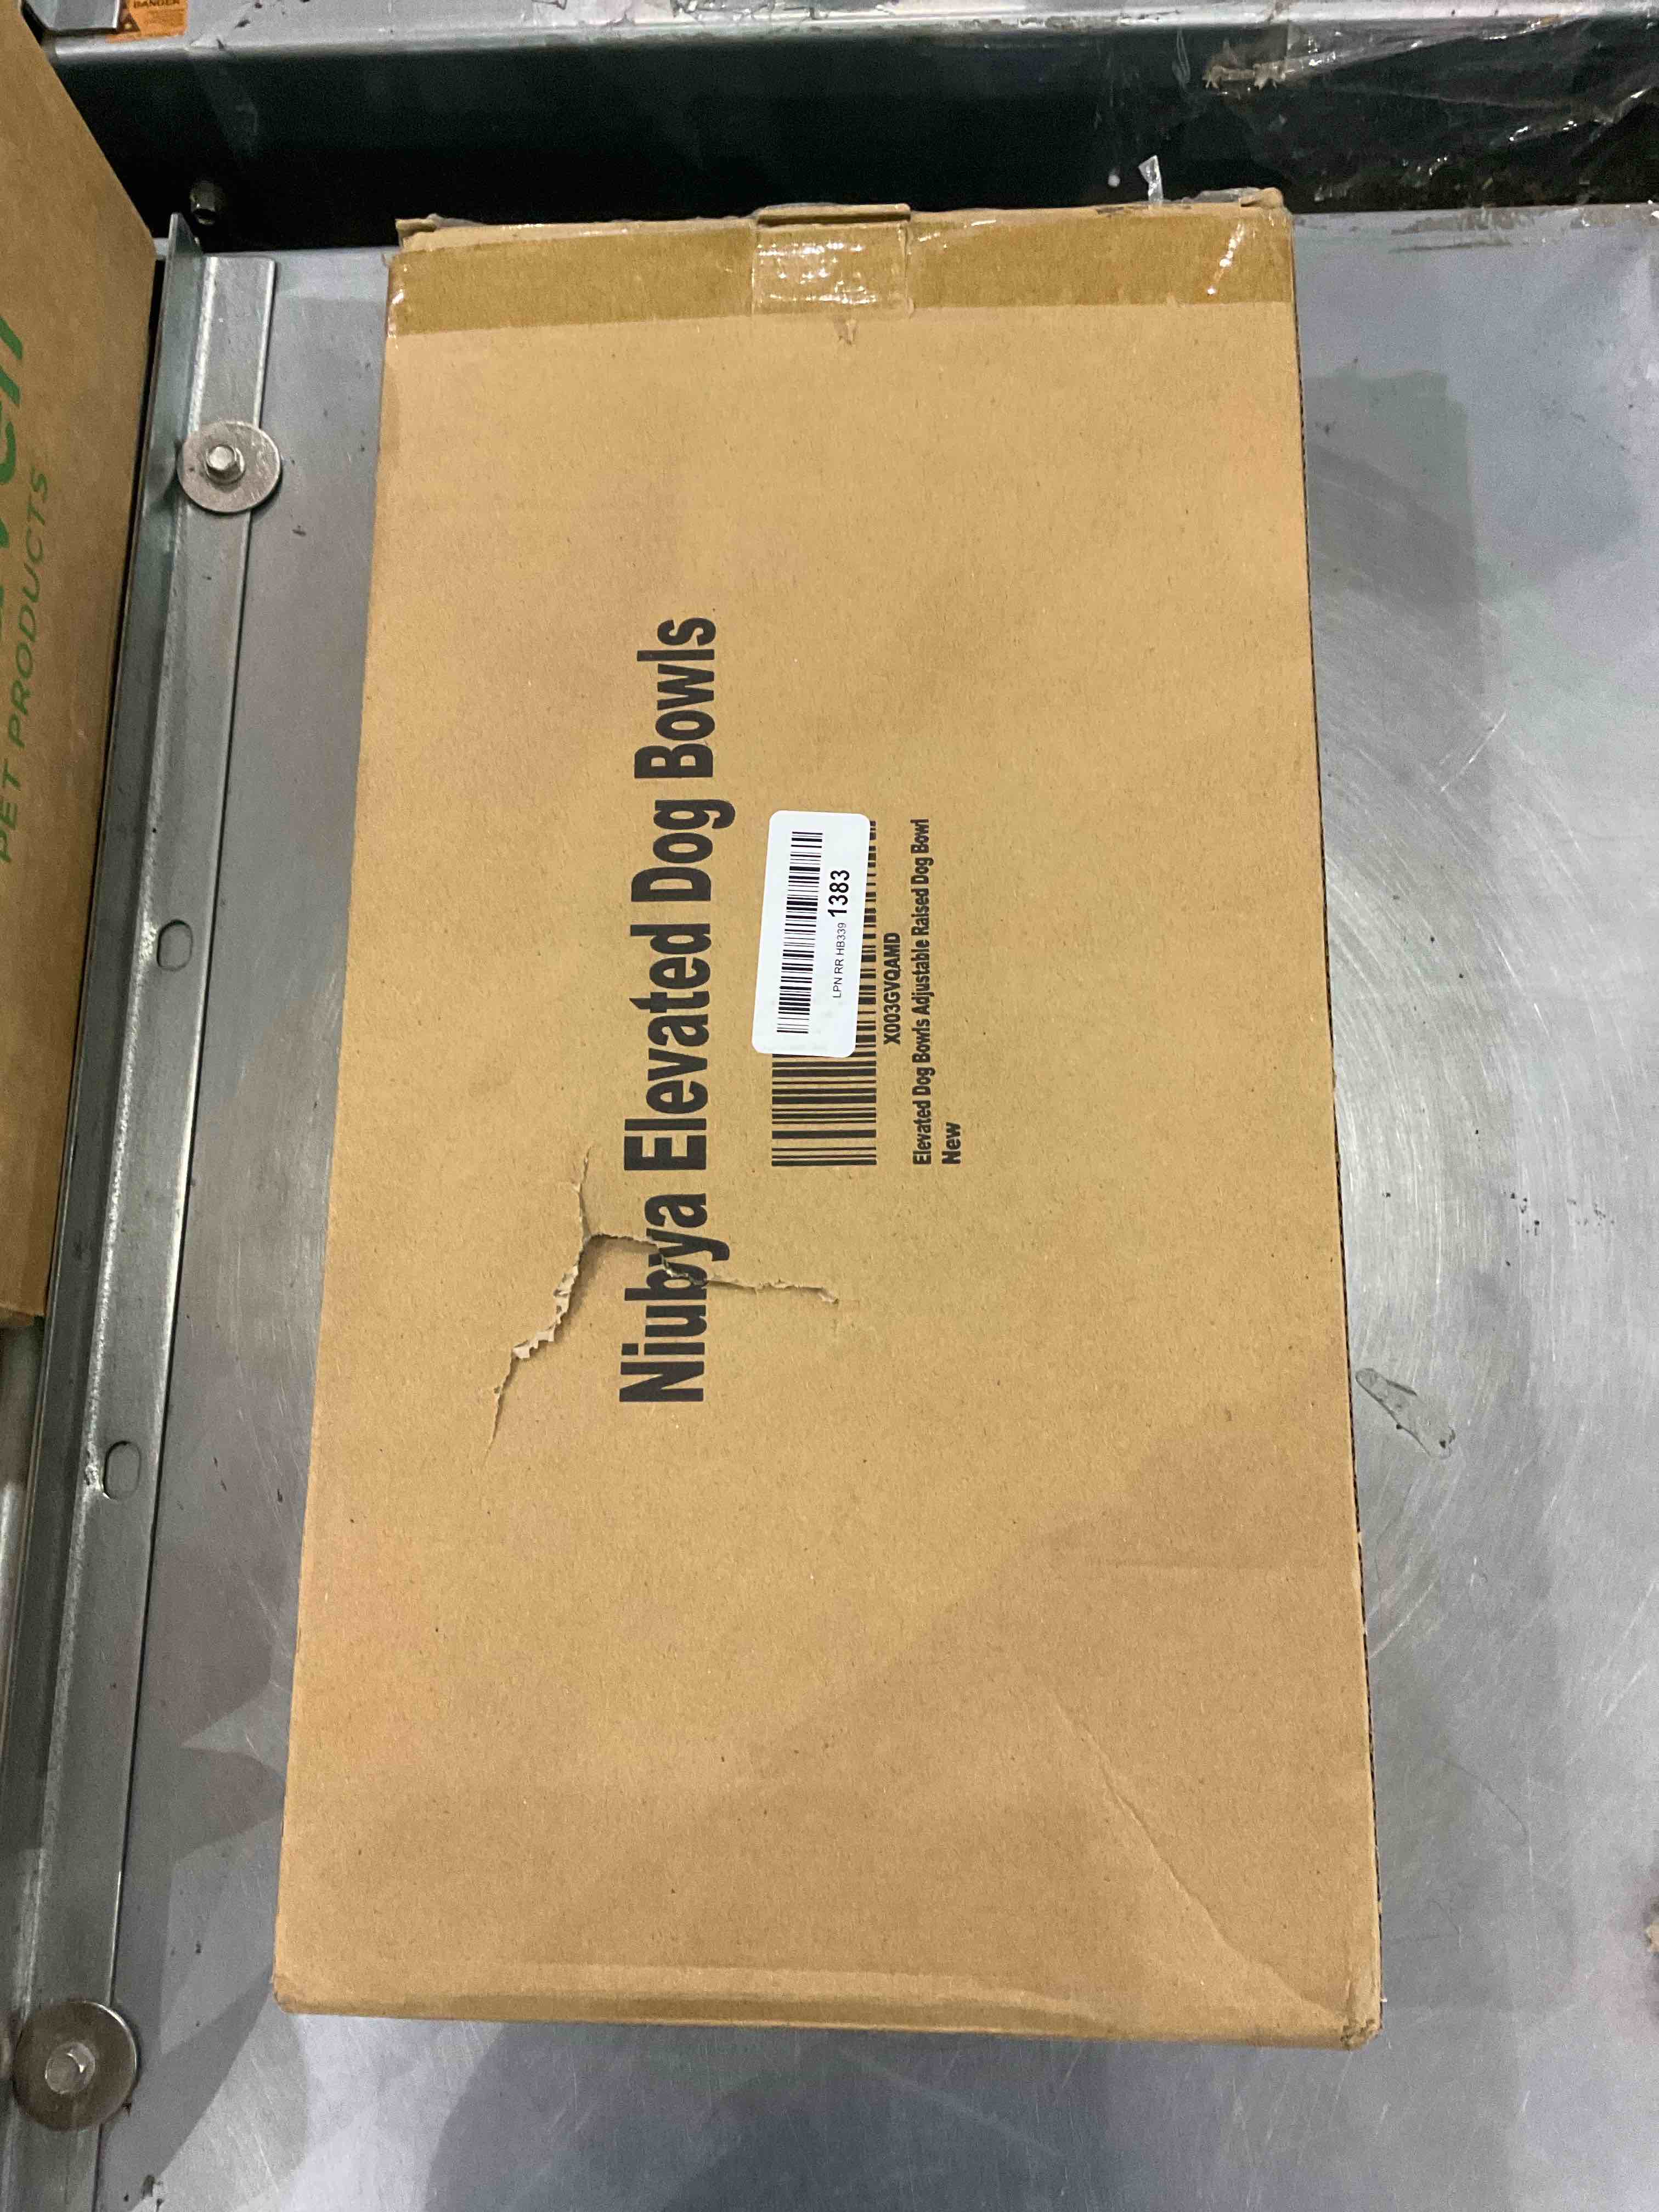 Niubya Elevated Dog Bowls
LPN RR HB339 1383
X003GVQAMD
Elevated Dog Bowls Adjustable Raised Dog Bowl
New
PET PRODUCTS
DANGER